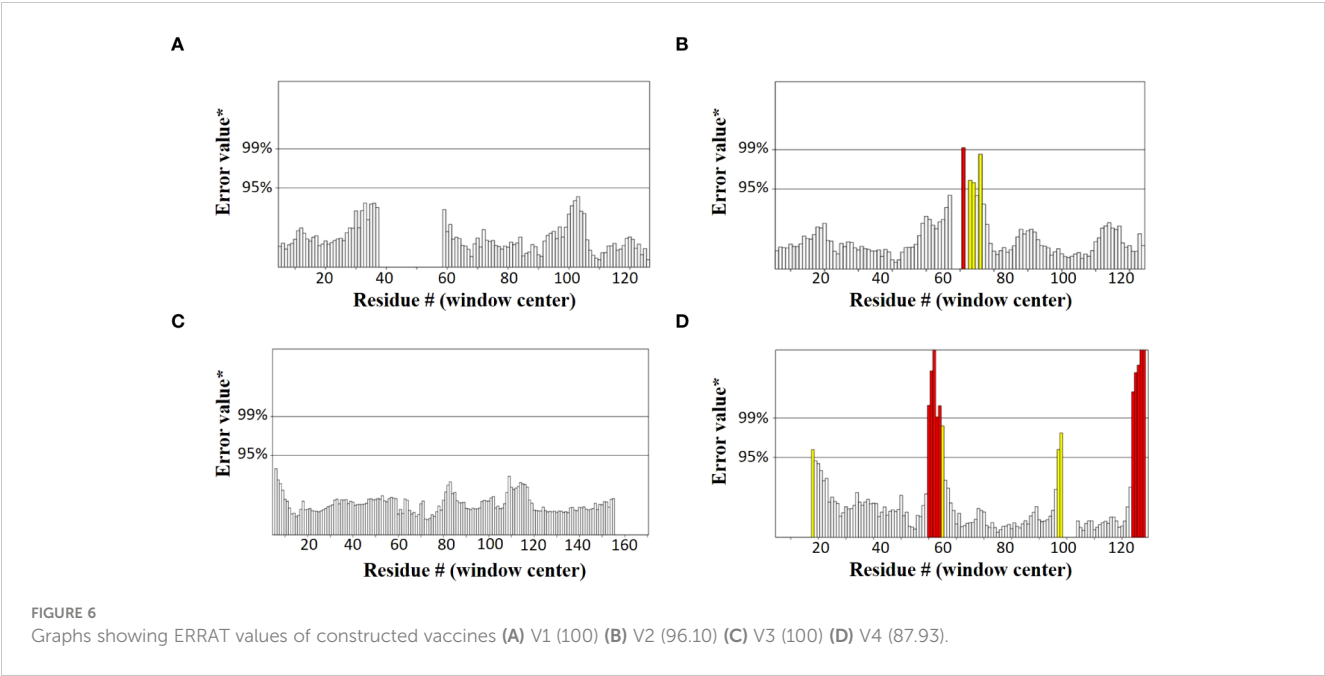 A
Error value*
99%
95%
20 40 60 80 100 120
Residue # (window center)
B
Error value*
99%
95%
20 40 60 80 100 120
Residue # (window center)
C
Error value*
99%
95%
20 40 60 80 100 120 140 160
Residue # (window center)
D
Error value*
99%
95%
20 40 60 80 100 120
Residue # (window center)
FIGURE 6
Graphs showing ERRAT values of constructed vaccines (A) V1 (100) (B) V2 (96.10) (C) V3 (100) (D) V4 (87.93).